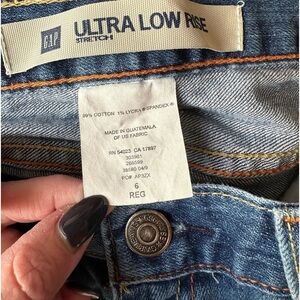 GAP
ULTRA LOW RISE
STRETCH
99% COTTON 1% LYCRA® SPANDEX®
MADE IN GUATEMALA
OF US FABRIC
RN 54023 CA 17897
6
REG